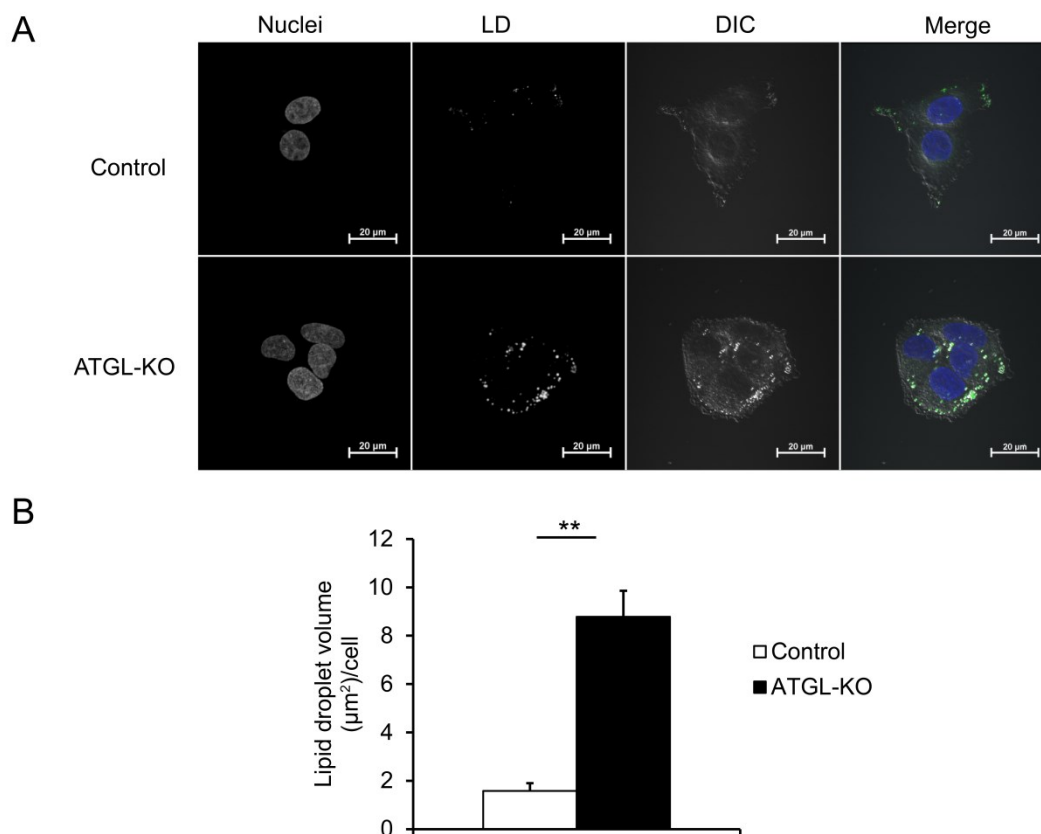 A
Nuclei LD DIC Merge
Control
20 µm 20 µm 20 µm 20 µm
ATGL-KO
20 µm 20 µm 20 µm 20 µm
B
**
Lipid droplet volume
(µm²)/cell
12
10
8
6
4
2
0
Control
ATGL-KO